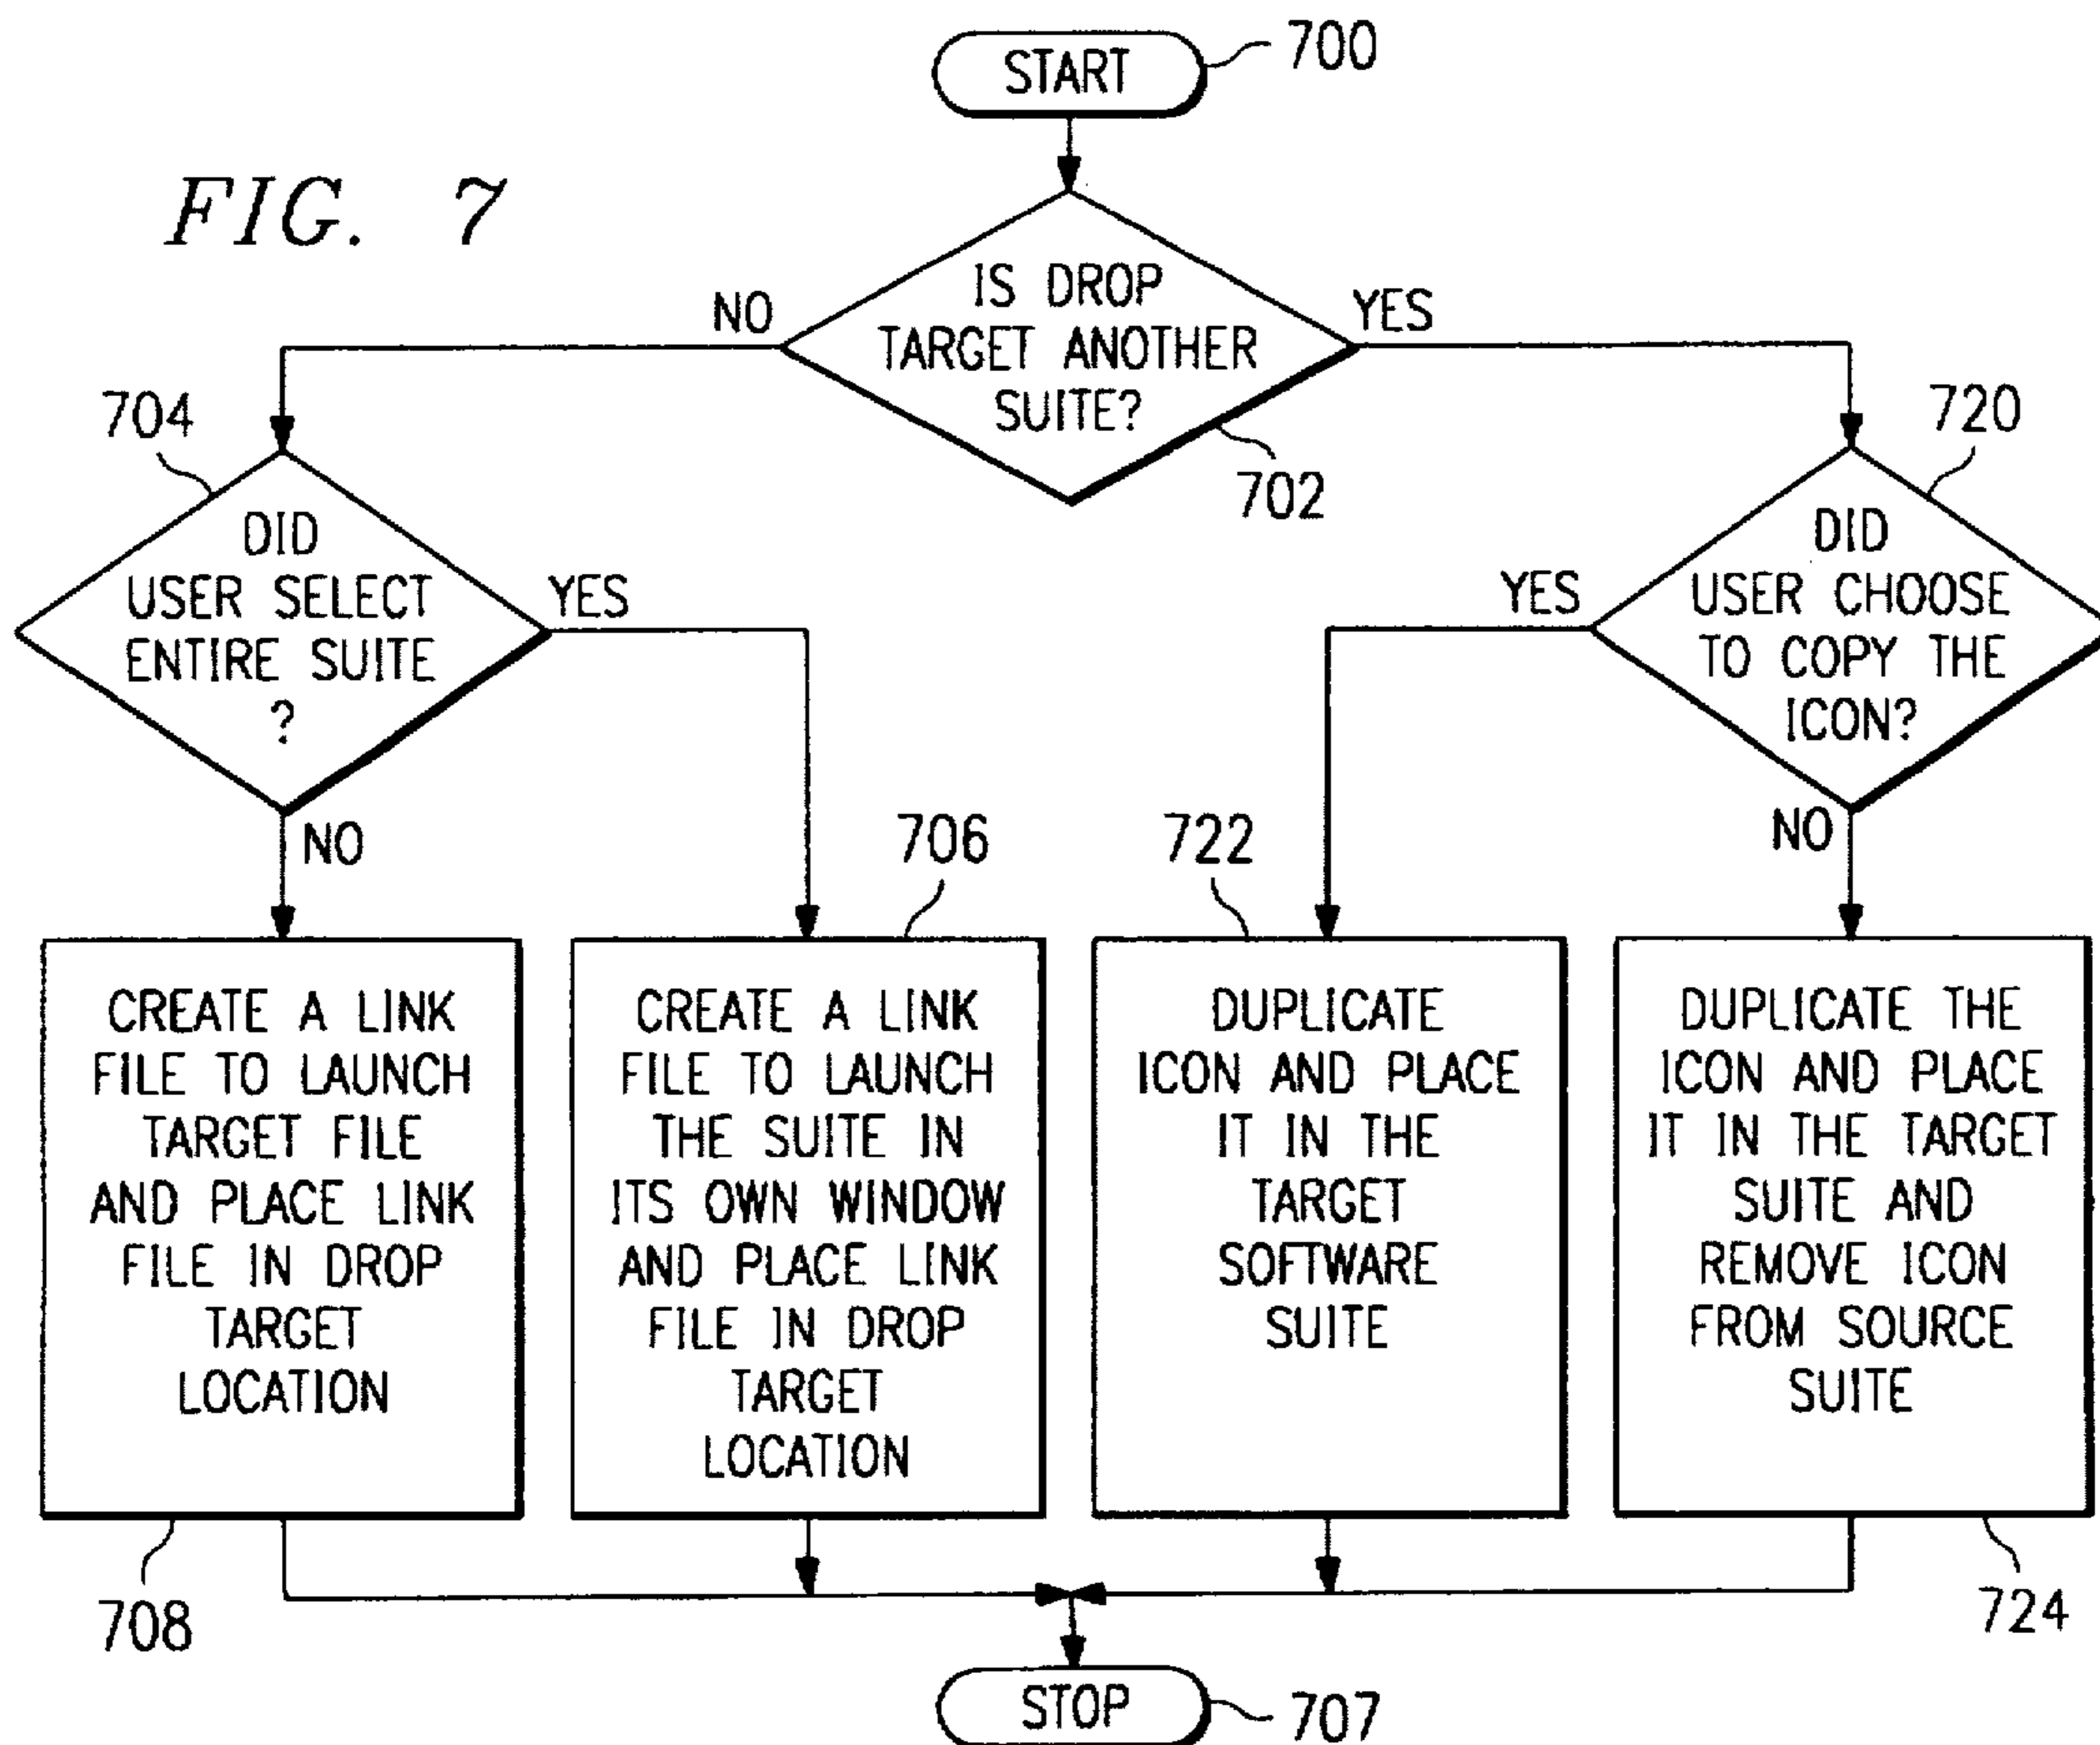 START
700
FIG. 7
IS DROP
TARGET ANOTHER
SUITE?
NO
YES
702
704
DID
USER SELECT
ENTIRE SUITE
?
YES
NO
720
DID
USER CHOOSE
TO COPY THE
ICON?
YES
NO
706
722
CREATE A LINK
FILE TO LAUNCH
TARGET FILE
AND PLACE LINK
FILE IN DROP
TARGET
LOCATION
CREATE A LINK
FILE TO LAUNCH
THE SUITE IN
ITS OWN WINDOW
AND PLACE LINK
FILE IN DROP
TARGET
LOCATION
DUPLICATE
ICON AND PLACE
IT IN THE
TARGET
SOFTWARE
SUITE
DUPLICATE THE
ICON AND PLACE
IT IN THE TARGET
SUITE AND
REMOVE ICON
FROM SOURCE
SUITE
708
724
STOP
707